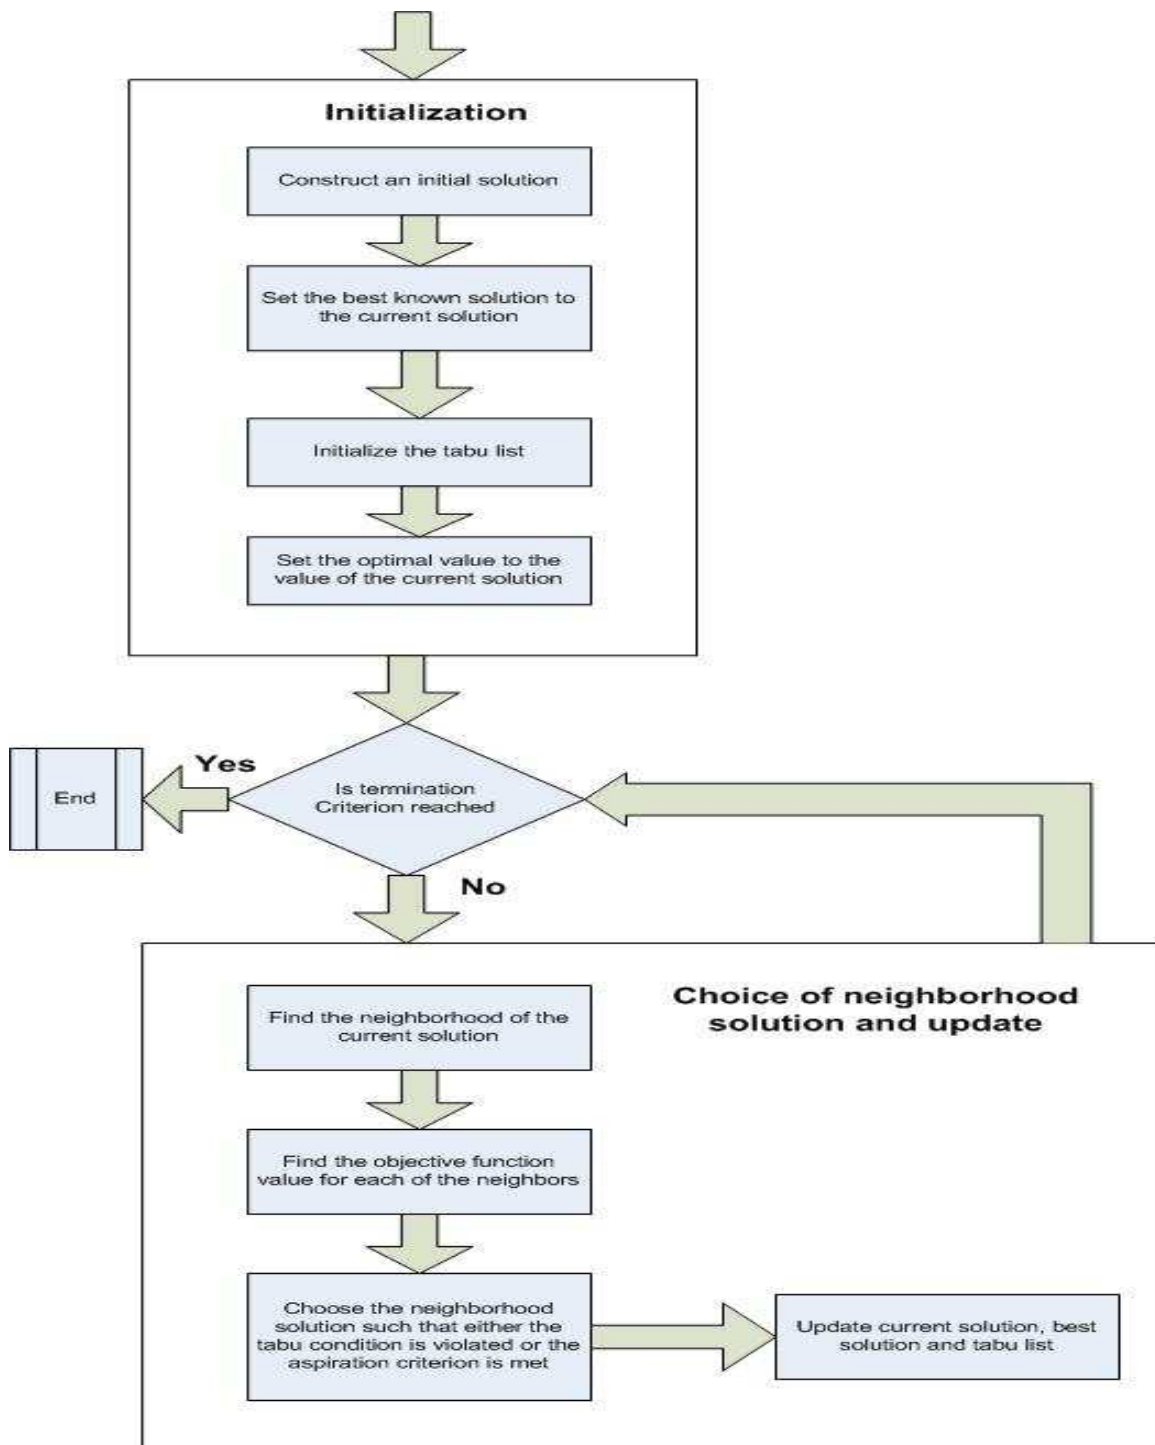 Initialization
Construct an initial solution
Set the best known solution to
the current solution
Initialize the tabu list
Set the optimal value to the
value of the current solution
Yes
End
Is termination
Criterion reached
No
Choice of neighborhood
solution and update
Find the neighborhood of the
current solution
Find the objective function
value for each of the neighbors
Choose the neighborhood
solution such that either the
tabu condition is violated or the
aspiration criterion is met
Update current solution, best
solution and tabu list